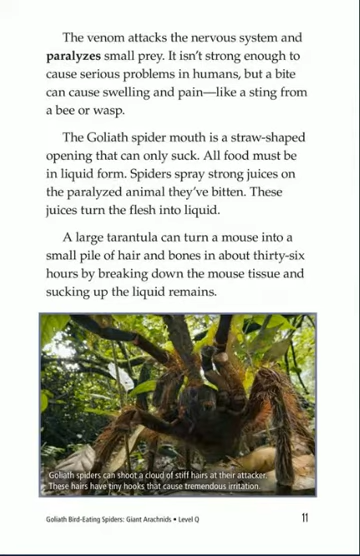 The venom attacks the nervous system and
paralyzes small prey. It isn't strong enough to
cause serious problems in humans, but a bite
can cause swelling and pain—like a sting from
a bee or wasp.
The Goliath spider mouth is a straw-shaped
opening that can only suck. All food must be
in liquid form. Spiders spray strong juices on
the paralyzed animal they've bitten. These
juices turn the flesh into liquid.
A large tarantula can turn a mouse into a
small pile of hair and bones in about thirty-six
hours by breaking down the mouse tissue and
sucking up the liquid remains.
Goliath spiders can shoot a cloud of stiff hairs at their attacker.
These hairs have tiny hooks that cause tremendous irritation.
Goliath Bird-Eating Spiders: Giant Arachnids • Level Q 11